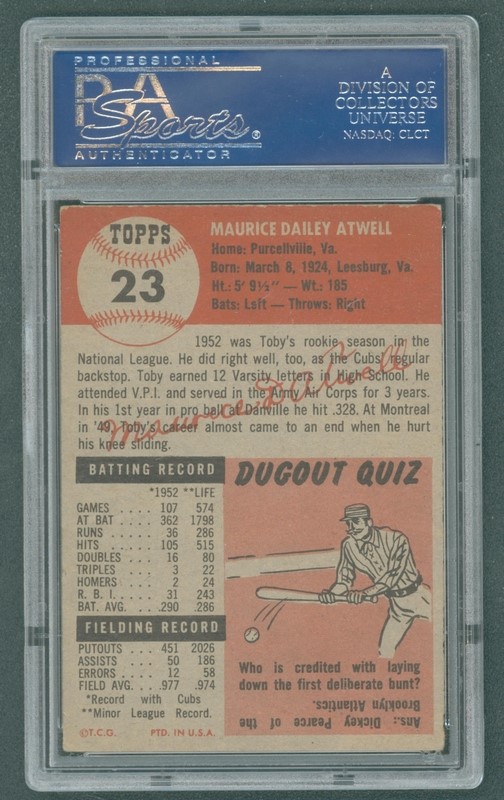 PROFESSIONAL
PSA
Sports®
AUTHENTICATOR
A
DIVISION OF
COLLECTORS
UNIVERSE
NASDAQ: CLCT
TOPPS
23
MAURICE DAILEY ATWELL
Home: Purcellville, Va.
Born: March 8, 1924, Leesburg, Va.
Ht.: 5' 9½" — Wt.: 185
Bats: Left — Throws: Right
1952 was Toby's rookie season in the
National League. He did right well, too, as the Cubs' regular
backstop. Toby earned 12 Varsity letters in High School. He
attended V.P.I. and served in the Army Air Corps for 3 years.
In his 1st year in pro ball at Danville he hit .328. At Montreal
in '49, Toby's career almost came to an end when he hurt
his knee sliding.
Maurice D Atwell
BATTING RECORD
*1952 **LIFE
GAMES .... 107 574
AT BAT .... 362 1798
RUNS .... 36 286
HITS .... 105 515
DOUBLES .. 16 80
TRIPLES ... 3 22
HOMERS ... 2 24
R. B. I. .... 31 243
BAT. AVG. .. .290 .286
FIELDING RECORD
PUTOUTS .. 451 2026
ASSISTS ... 50 186
ERRORS ... 12 58
FIELD AVG. .. .977 .974
*Record with Cubs
**Minor League Record.
©T.C.G. PTD. IN U.S.A.
DUGOUT QUIZ
Who is credited with laying
down the first deliberate bunt?
Ans.: Dickey Pearce of the
Brooklyn Atlantics.